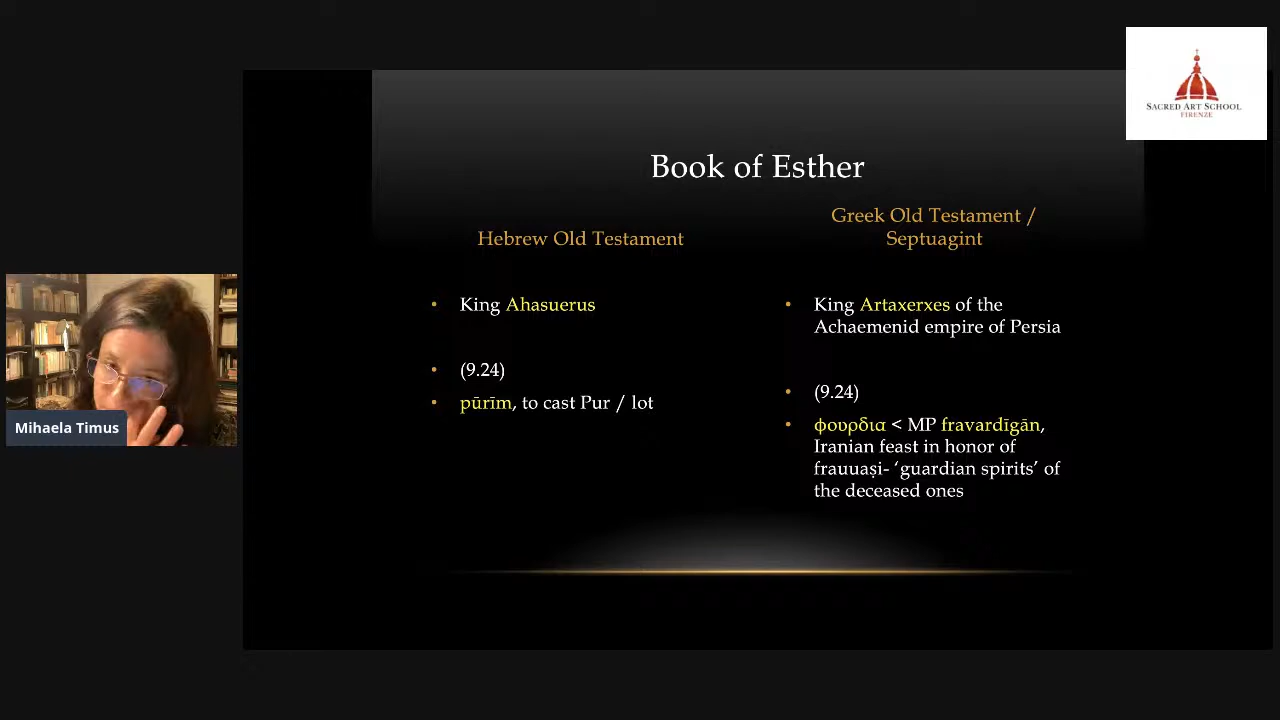 SACRED ART SCHOOL
FIRENZE
Book of Esther
Hebrew Old Testament
• King Ahasuerus
• (9.24)
• pūrīm, to cast Pur / lot
Greek Old Testament /
Septuagint
• King Artaxerxes of the
Achaemenid empire of Persia
• (9.24)
• φουρδια < MP fravardīgān,
Iranian feast in honor of
frauuaṣi- ‘guardian spirits’ of
the deceased ones
Mihaela Timus